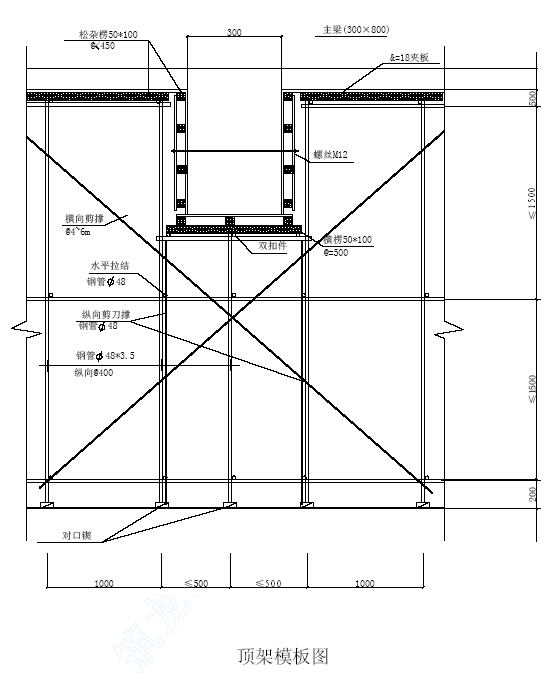 松杂楞50*100
@<450
300
主梁(300×800)
&=18夹板
500
螺丝M12
≤1500
横向剪撑
@4~6m
横楞50*100
@=500
双扣件
水平拉结
钢管ϕ48
纵向剪刀撑
钢管ϕ48
钢管ϕ48*3.5
纵向@400
≤1500
200
对口锲
1000
≤500
≤500
1000
筑龙
顶架模板图